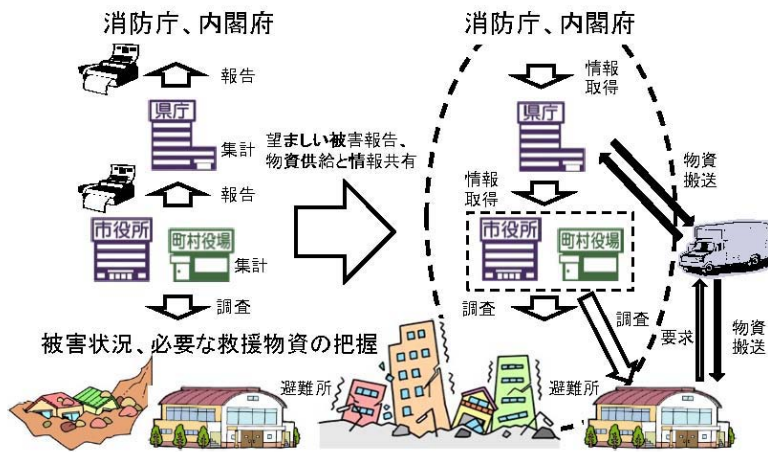 消防庁、内閣府
報告
県庁
集計
報告
市役所
町村役場
集計
調査
被害状況、必要な救援物資の把握
避難所
望ましい被害報告、
物資供給と情報共有
消防庁、内閣府
情報
取得
県庁
物資
搬送
情報
取得
市役所
町村役場
調査
調査
要求
物資
搬送
避難所